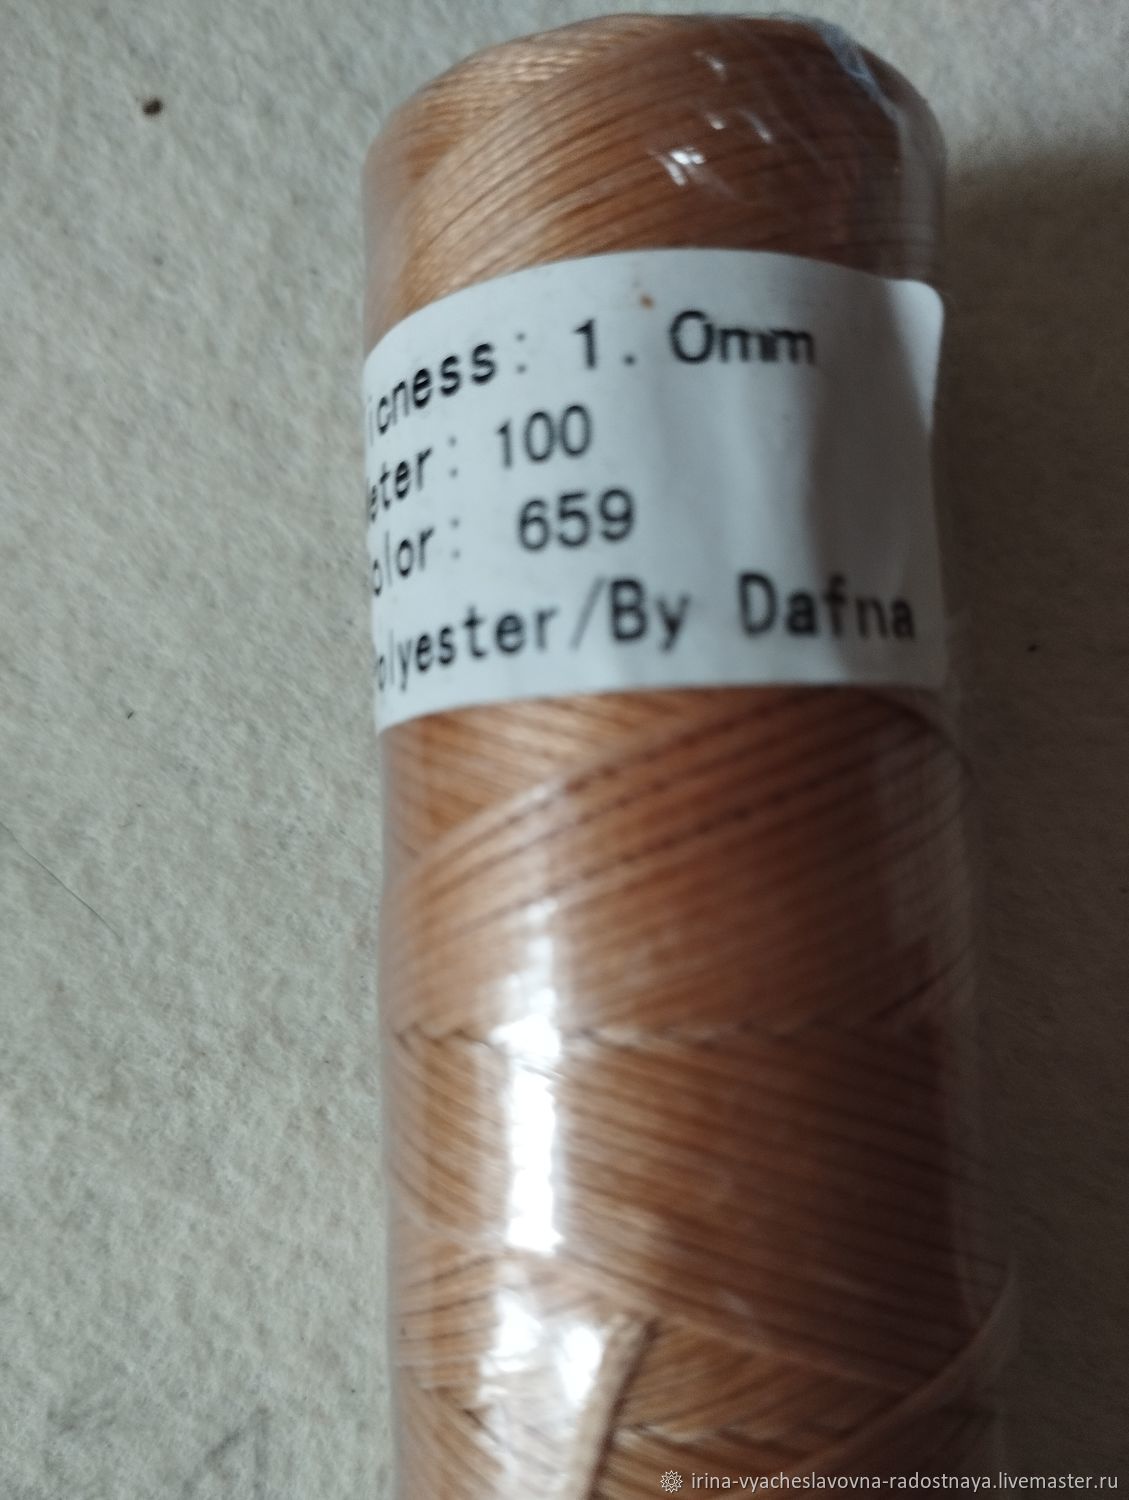 icness: 1.0mm
eter: 100
olor: 659
olyester/By Dafna
irina-vyacheslavovna-radostnaya.livemaster.ru